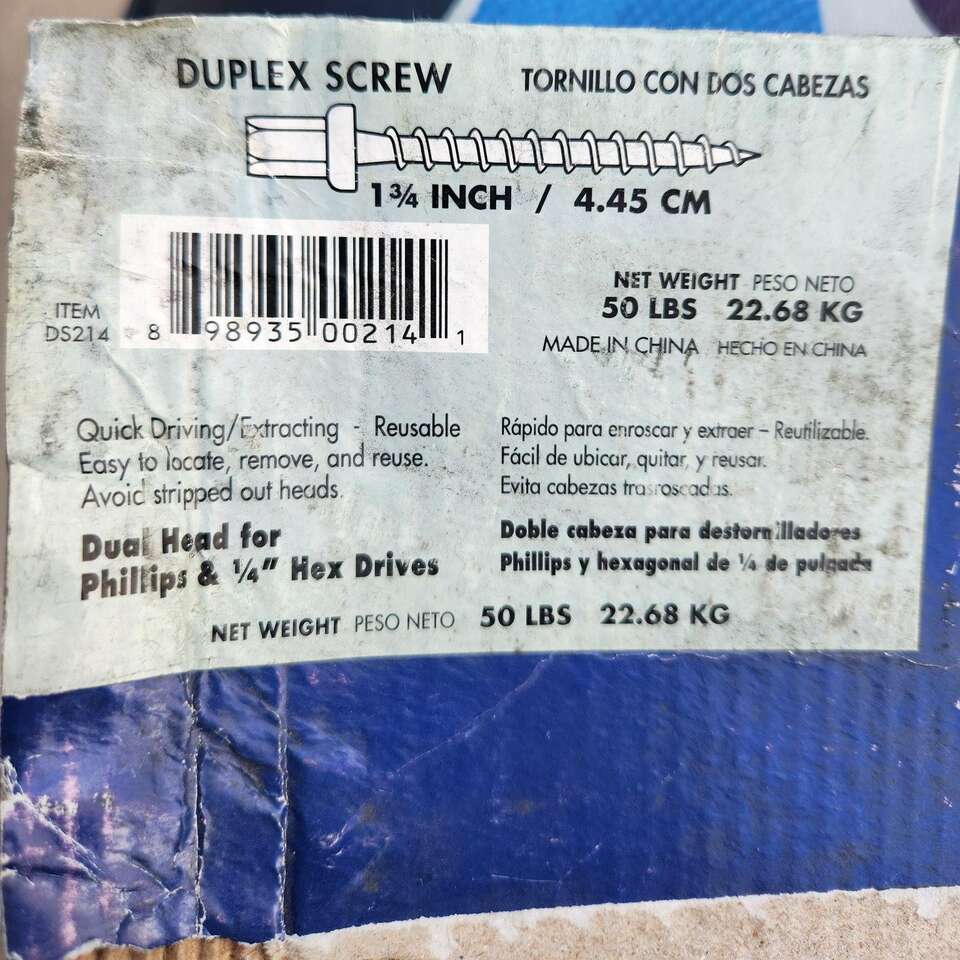 DUPLEX SCREW TORNILLO CON DOS CABEZAS
1 3/4 INCH / 4.45 CM
ITEM
DS214
8 98935 00214 1
NET WEIGHT PESO NETO
50 LBS 22.68 KG
MADE IN CHINA HECHO EN CHINA
Quick Driving/Extracting - Reusable
Easy to locate, remove, and reuse.
Avoid stripped out heads.
Dual Head for
Phillips & 1/4" Hex Drives
Rápido para enroscar y extraer – Reutilizable.
Fácil de ubicar, quitar, y reusar.
Evita cabezas trasroscadas.
Doble cabeza para destornilladores
Phillips y hexagonal de 1/4 de pulgada
NET WEIGHT PESO NETO 50 LBS 22.68 KG